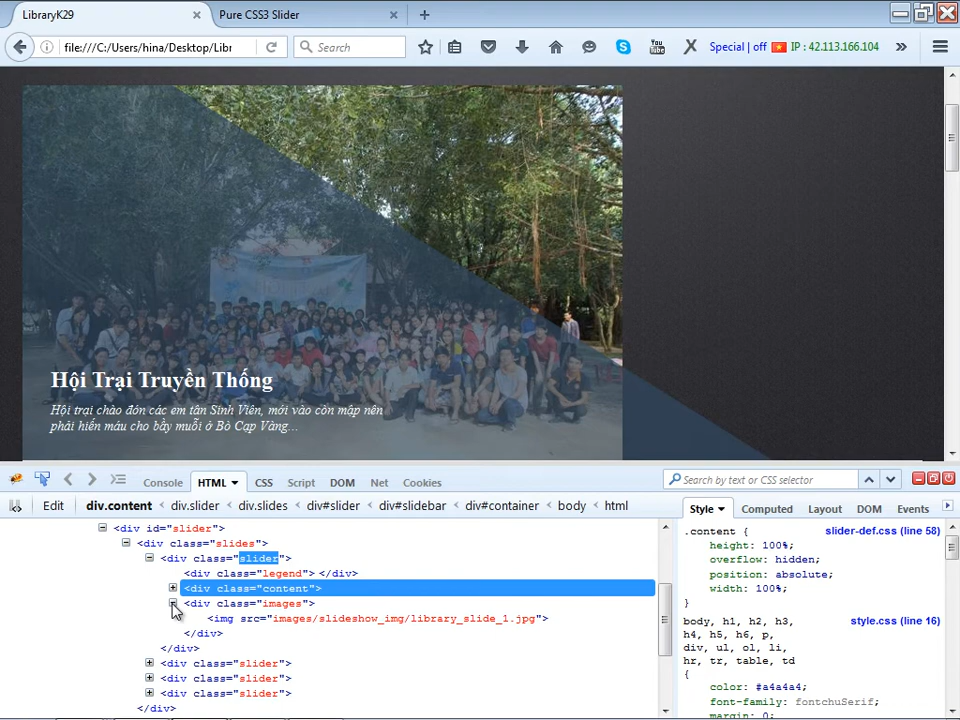 LibraryK29
Pure CSS3 Slider
file:///C:/Users/hina/Desktop/Libr
Search
You Tube
Special | off
IP : 42.113.166.104
Hội Trại Truyền Thống
Hội trại chào đón các em tân Sinh Viên, mới vào còn mập nên
phải hiến máu cho bầy muỗi ở Bò Cạp Vàng...
Console HTML CSS Script DOM Net Cookies
Search by text or CSS selector
Edit div.content < div.slider < div.slides < div#slider < div#slidebar < div#container < body < html
Style Computed Layout DOM Events
<div id="slider">
<div class="slides">
<div class="slider">
<div class="legend"> </div>
<div class="content">
<div class="images">
<img src="images/slideshow_img/library_slide_1.jpg">
</div>
</div>
<div class="slider">
<div class="slider">
<div class="slider">
</div>
.content {
slider-def.css (line 58)
height: 100%;
overflow: hidden;
position: absolute;
width: 100%;
}
body, h1, h2, h3,
style.css (line 16)
h4, h5, h6, p,
div, ul, ol, li,
hr, tr, table, td
{
color: #a4a4a4;
font-family: fontchuSerif;
margin: 0;